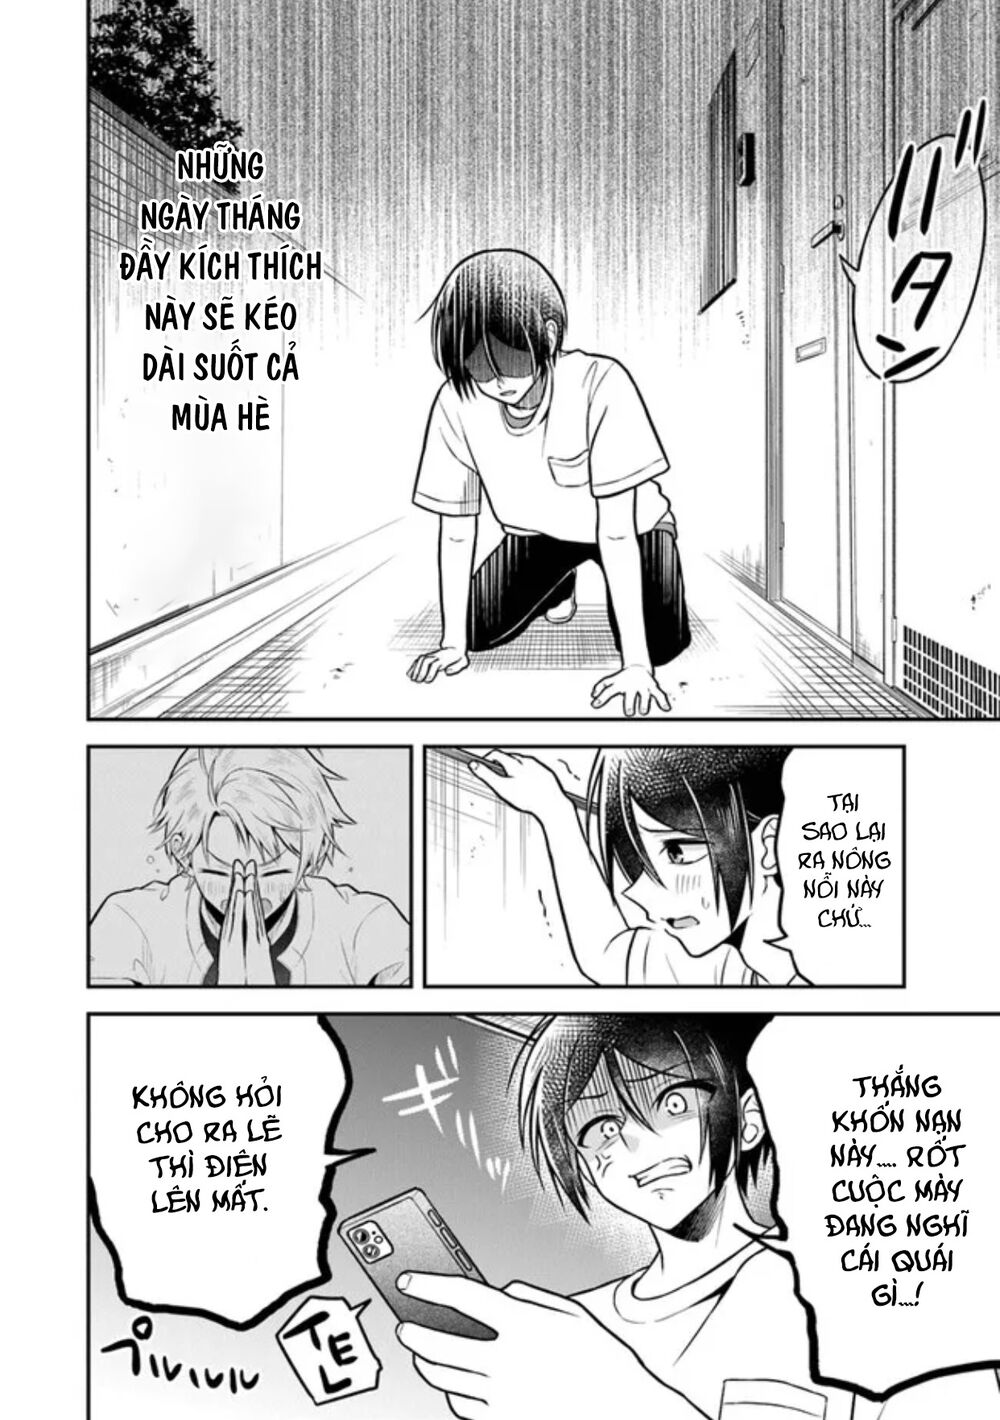 バタン
NHỮNG
NGÀY THÁNG
ĐẦY KÍCH THÍCH
NÀY SẼ KÉO
DÀI SUỐT CẢ
MÙA HÈ
TẠI
SAO LẠI
RA NÔNG
NỖI NÀY
CHỨ...
THẰNG
KHỐN NẠN
NÀY.... RỐT
CUỘC MÀY
ĐANG NGHĨ
CÁI QUÁI
GÌ...!
KHÔNG HỎI
CHO RA LẼ
THÌ ĐIÊN
LÊN MẤT.
ギギ
TEL
プルルルル